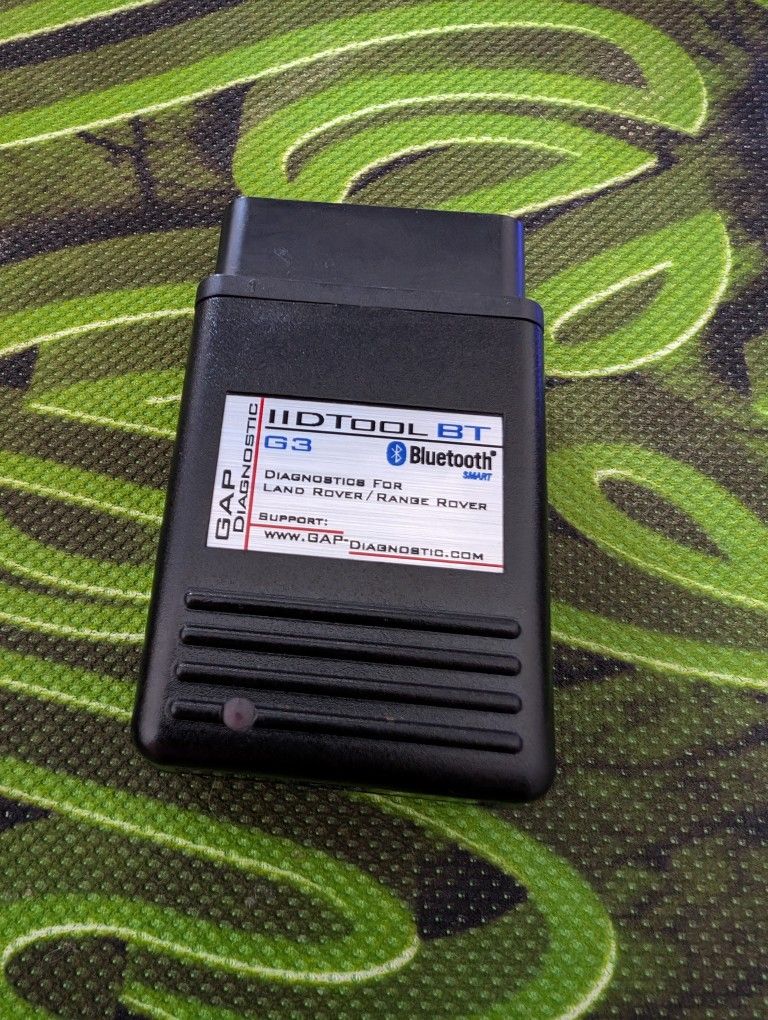 GAP
DIAGNOSTIC
IIDTOOL BT
G3
Bluetooth®
SMART
DIAGNOSTICS FOR
LAND ROVER/RANGE ROVER
SUPPORT:
WWW.GAP-DIAGNOSTIC.COM